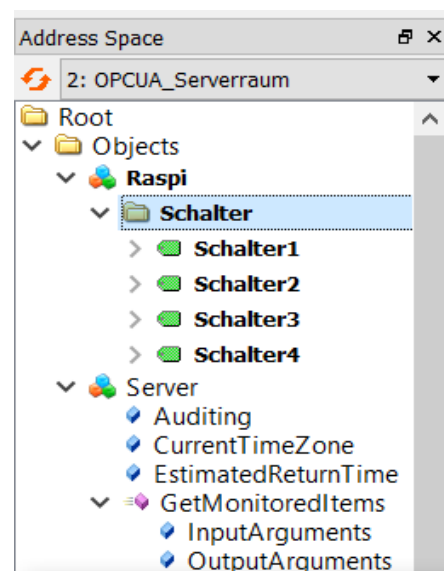 Address Space
2: OPCUA_Serverraum
Root
Objects
Raspi
Schalter
Schalter1
Schalter2
Schalter3
Schalter4
Server
Auditing
CurrentTimeZone
EstimatedReturnTime
GetMonitoredItems
InputArguments
OutputArguments